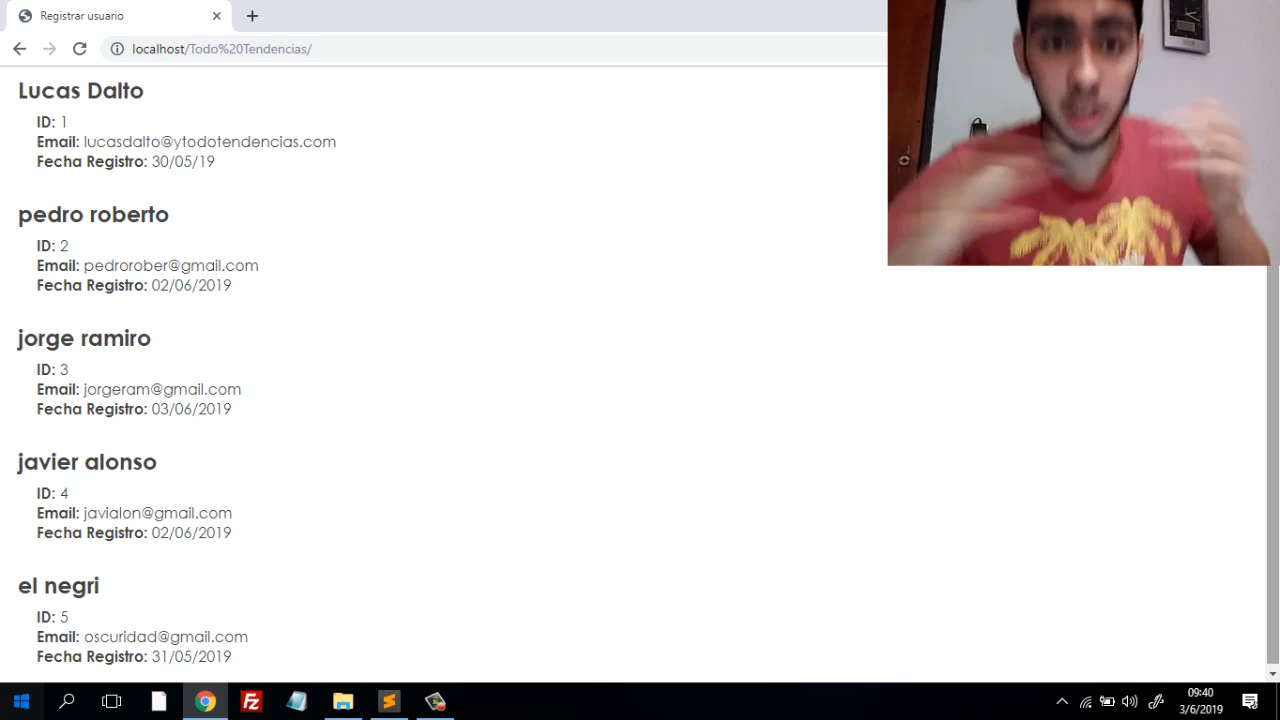 Registrar usuario
localhost/Todo%20Tendencias/
Lucas Dalto
ID: 1
Email: lucasdalto@ytodotendencias.com
Fecha Registro: 30/05/19
pedro roberto
ID: 2
Email: pedrorober@gmail.com
Fecha Registro: 02/06/2019
jorge ramiro
ID: 3
Email: jorgeram@gmail.com
Fecha Registro: 03/06/2019
javier alonso
ID: 4
Email: javialon@gmail.com
Fecha Registro: 02/06/2019
el negri
ID: 5
Email: oscuridad@gmail.com
Fecha Registro: 31/05/2019
Fz
09:40
3/6/2019